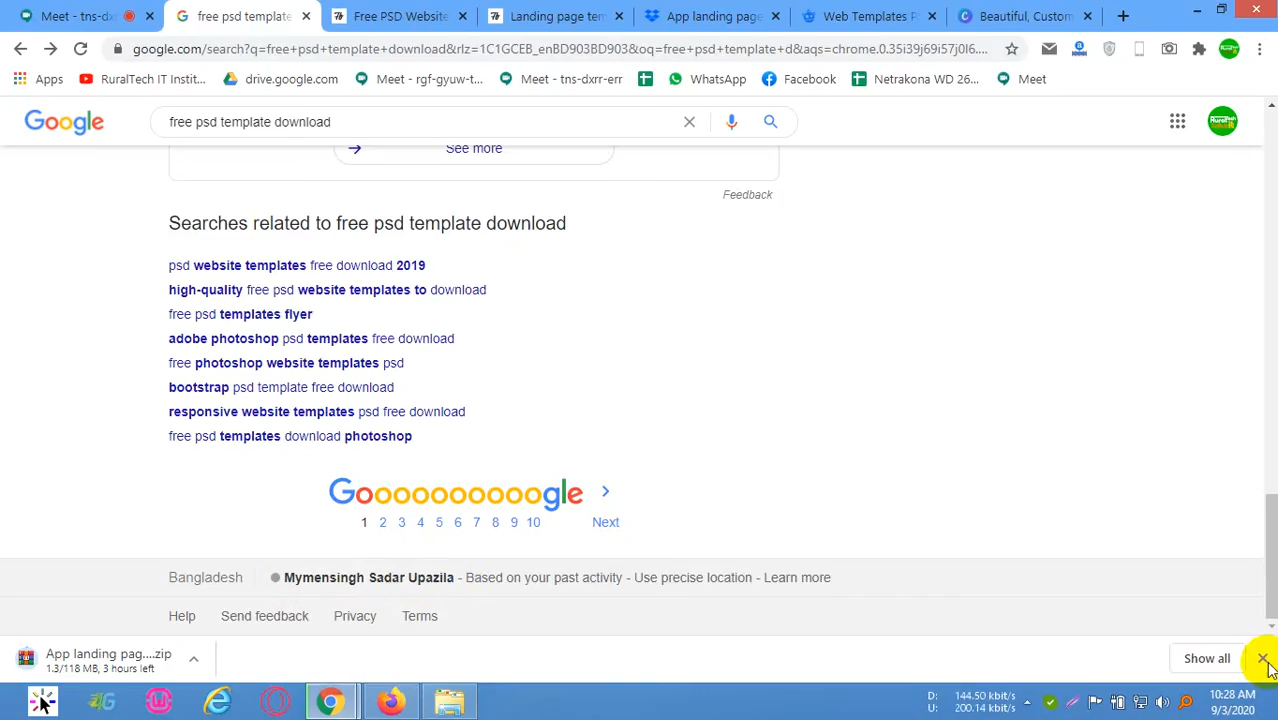 Meet - tns-dx
free psd template
Free PSD Website
Landing page tem
App landing page
Web Templates P
Beautiful, Custom
google.com/search?q=free+psd+template+download&rlz=1C1GCEB_enBD903BD903&oq=free+psd+template+d&aqs=chrome.0.35i39j69i57j0l6....
Apps
RuralTech IT Instit...
drive.google.com
Meet - rgf-gyuw-t...
Meet - tns-dxrr-err
WhatsApp
Facebook
Netrakona WD 26...
Meet
Google
free psd template download
See more
Feedback
Searches related to free psd template download
psd website templates free download 2019
high-quality free psd website templates to download
free psd templates flyer
adobe photoshop psd templates free download
free photoshop website templates psd
bootstrap psd template free download
responsive website templates psd free download
free psd templates download photoshop
Goooooooooogle
1 2 3 4 5 6 7 8 9 10 Next
Bangladesh
Mymensingh Sadar Upazila - Based on your past activity - Use precise location - Learn more
Help Send feedback Privacy Terms
App landing pag....zip
1.3/118 MB, 3 hours left
Show all
D: 144.50 kbit/s
U: 200.14 kbit/s
10:28 AM
9/3/2020